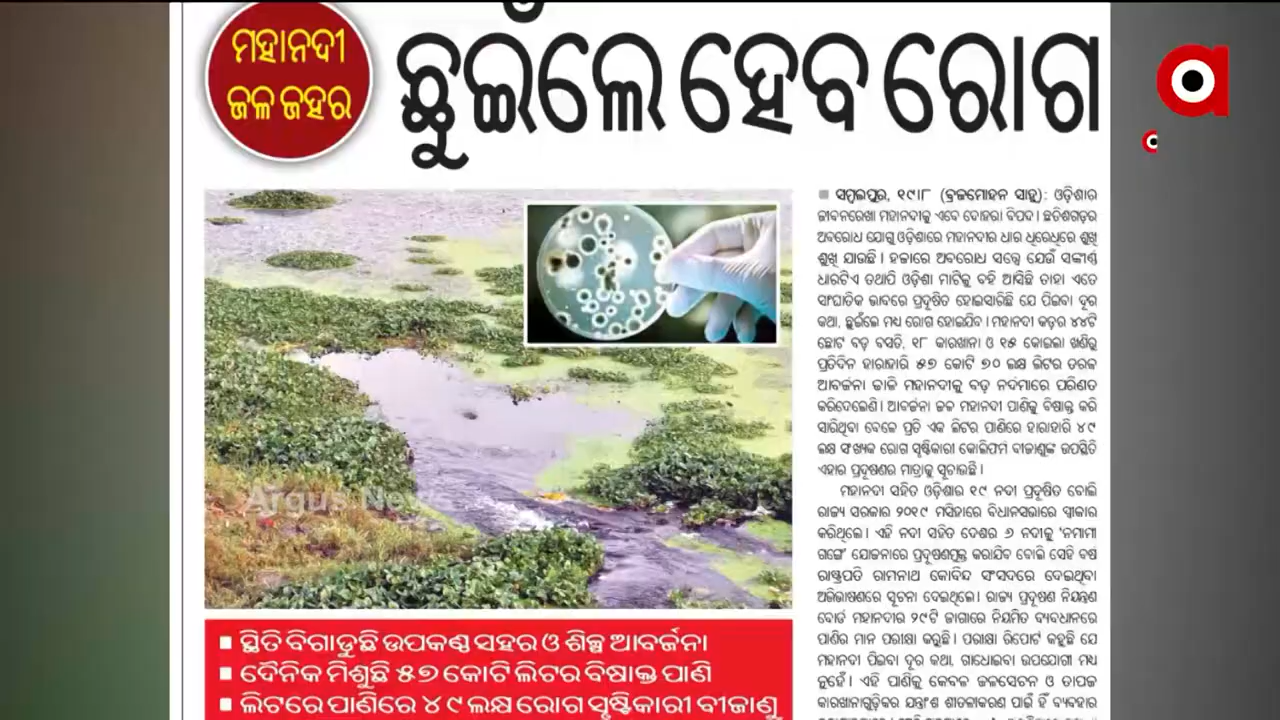 ମହାନଦୀ
ଜଳ ଜହର
ଛୁଇଁଲେ ହେବ ରୋଗ
a
Argus News
■ ସମ୍ବଲପୁର, ୧୯।୮ (ବ୍ରଜମୋହନ ସାହୁ): ଓଡ଼ିଶାର
ଜୀବନରେଖା ମହାନଦୀକୁ ଏବେ ଦୋହରା ବିପଦ। ଛତିଶଗଡ଼ର
ଅବରୋଧ ଯୋଗୁ ଓଡ଼ିଶାରେ ମହାନଦୀର ଧାର ଧିରେଧିରେ ଶୁଖି
ଶୁଖି ଯାଉଛି। ହଜାରେ ଅବରୋଧ ସତ୍ତ୍ୱେ ଯେଉଁ ସଙ୍କୀର୍ଣ୍ଣ
ଧାରଟିଏ ତଥାପି ଓଡ଼ିଶା ମାଟିକୁ ବହି ଆସିଛି ତାହା ଏତେ
ସାଂଘାତିକ ଭାବରେ ପ୍ରଦୂଷିତ ହୋଇସାରିଛି ଯେ ପିଇବା ଦୂର
କଥା, ଛୁଇଁଲେ ମଧ୍ୟ ରୋଗ ହୋଇଯିବ। ମହାନଦୀ କଡ଼ର ୪୪ଟି
ଛୋଟ ବଡ଼ ବସତି, ୧୮ କାରଖାନା ଓ ୧୫ କୋଇଲା ଖଣିରୁ
ପ୍ରତିଦିନ ହାରାହାରି ୫୭ କୋଟି ୭୦ ଲକ୍ଷ ଲିଟର ତରଳ
ଆବର୍ଜନା ଢାଳି ମହାନଦୀକୁ ବଡ଼ ନର୍ଦ୍ଦମାରେ ପରିଣତ
କରିଦେଲେଣି। ଆବର୍ଜନା ଜଳ ମହାନଦୀ ପାଣିକୁ ବିଷାକ୍ତ କରି
ସାରିଥିବା ବେଳେ ପ୍ରତି ଏକ ଲିଟର ପାଣିରେ ହାରାହାରି ୪୯
ଲକ୍ଷ ସଂଖ୍ୟକ ରୋଗ ସୃଷ୍ଟିକାରୀ କୋଲିଫର୍ମ ବୀଜାଣୁଙ୍କ ଉପସ୍ଥିତି
ଏହାର ପ୍ରଦୂଷଣର ମାତ୍ରାକୁ ସୂଚାଉଛି।
ମହାନଦୀ ସହିତ ଓଡ଼ିଶାର ୧୯ ନଦୀ ପ୍ରଦୂଷିତ ବୋଲି
ରାଜ୍ୟ ସରକାର ୨୦୧୯ ମସିହାରେ ବିଧାନସଭାରେ ସ୍ୱୀକାର
କରିଥିଲେ। ଏହି ନଦୀ ସହିତ ଦେଶର ୬ ନଦୀକୁ 'ନମାମୀ
ଗଙ୍ଗେ' ଯୋଜନାରେ ପ୍ରଦୂଷଣମୁକ୍ତ କରାଯିବ ବୋଲି ସେହି ବର୍ଷ
ରାଷ୍ଟ୍ରପତି ରାମନାଥ କୋବିନ୍ଦ ସଂସଦରେ ଦେଇଥିବା
ଅଭିଭାଷଣରେ ସୂଚନା ଦେଇଥିଲେ। ରାଜ୍ୟ ପ୍ରଦୂଷଣ ନିୟନ୍ତ୍ରଣ
ବୋର୍ଡ ମହାନଦୀର ୨୯ଟି ଜାଗାରେ ନିୟମିତ ବ୍ୟବଧାନରେ
ପାଣିର ମାନ ପରୀକ୍ଷା କରୁଛି। ପରୀକ୍ଷା ରିପୋର୍ଟ କହୁଛି ଯେ
ମହାନଦୀ ପିଇବା ଦୂର କଥା, ଗାଧୋଇବା ଉପଯୋଗୀ ମଧ୍ୟ
ନୁହେଁ। ଏହି ପାଣିକୁ କେବଳ ଜଳସେଚନ ଓ ତାପଜ
କାରଖାନାଗୁଡ଼ିକର ଯନ୍ତ୍ରାଂଶ ଶୀତଳୀକରଣ ପାଇଁ ହିଁ ବ୍ୟବହାର
■ ସ୍ଥିତି ବିଗାଡୁଛି ଉପକଣ୍ଠ ସହର ଓ ଶିଳ୍ପ ଆବର୍ଜନା
■ ଦୈନିକ ମିଶୁଛି ୫୭ କୋଟି ଲିଟର ବିଷାକ୍ତ ପାଣି
■ ଲିଟରେ ପାଣିରେ ୪୯ ଲକ୍ଷ ରୋଗ ସୃଷ୍ଟିକାରୀ ବୀଜାଣୁ